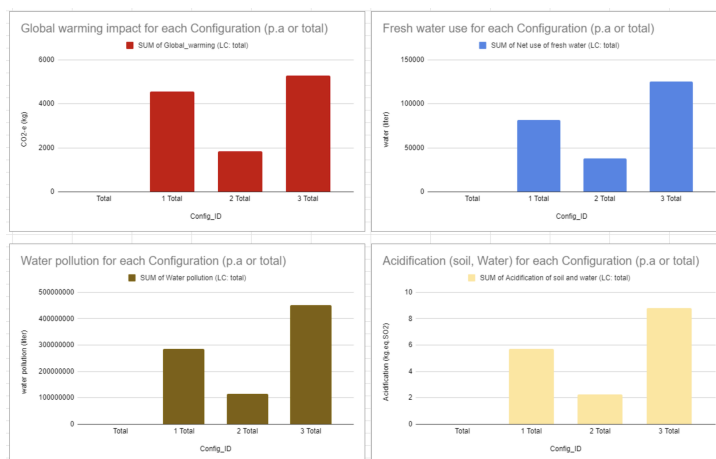 Global warming impact for each Configuration (p.a or total)
SUM of Global_warming (LC: total)
6000
4000
2000
0
CO2-e (kg)
Total
1 Total
2 Total
3 Total
Config_ID
Fresh water use for each Configuration (p.a or total)
SUM of Net use of fresh water (LC: total)
150000
100000
50000
0
water (liter)
Total
1 Total
2 Total
3 Total
Config_ID
Water pollution for each Configuration (p.a or total)
SUM of Water pollution (LC: total)
500000000
400000000
300000000
200000000
100000000
0
water pollution (liter)
Total
1 Total
2 Total
3 Total
Config_ID
Acidification (soil, Water) for each Configuration (p.a or total)
SUM of Acidification of soil and water (LC: total)
10
8
6
4
2
0
Acidification (kg.eq.SO2)
Total
1 Total
2 Total
3 Total
Config_ID